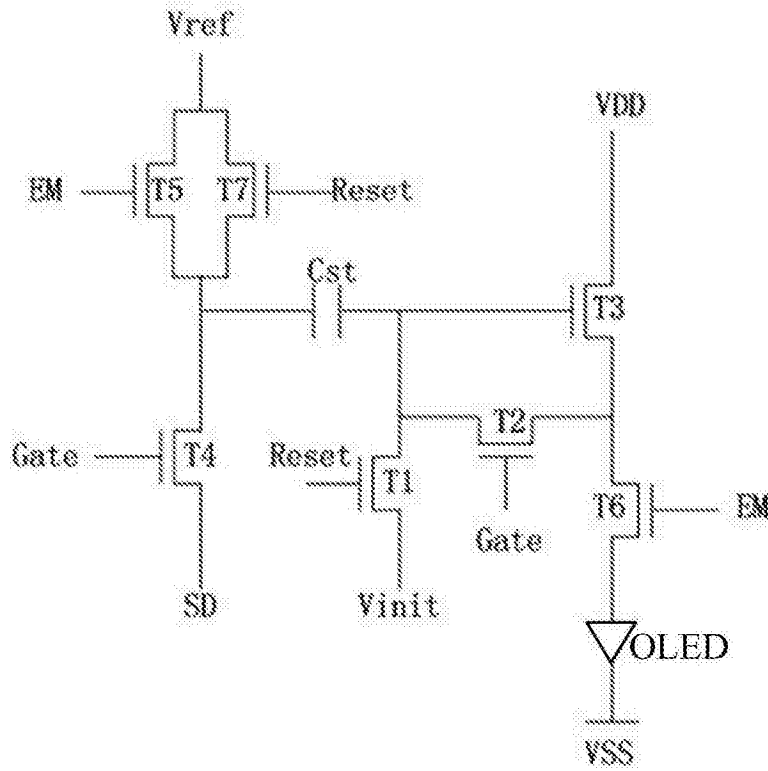 Vref
VDD
EM
T5
T7
Reset
Cst
T3
T2
Gate
T4
Reset
T1
T6
EM
Gate
SD
Vinit
OLED
VSS